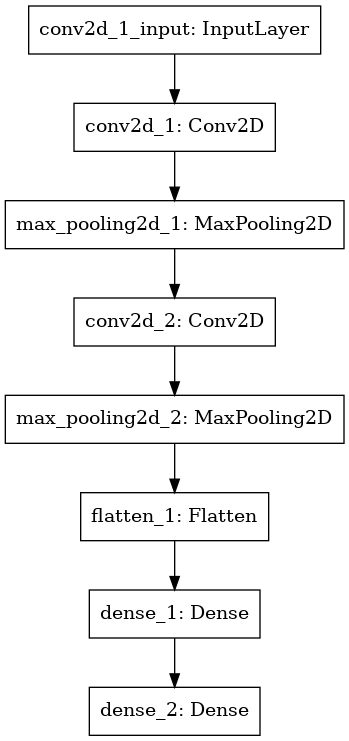 conv2d_1_input: InputLayer
conv2d_1: Conv2D
max_pooling2d_1: MaxPooling2D
conv2d_2: Conv2D
max_pooling2d_2: MaxPooling2D
flatten_1: Flatten
dense_1: Dense
dense_2: Dense